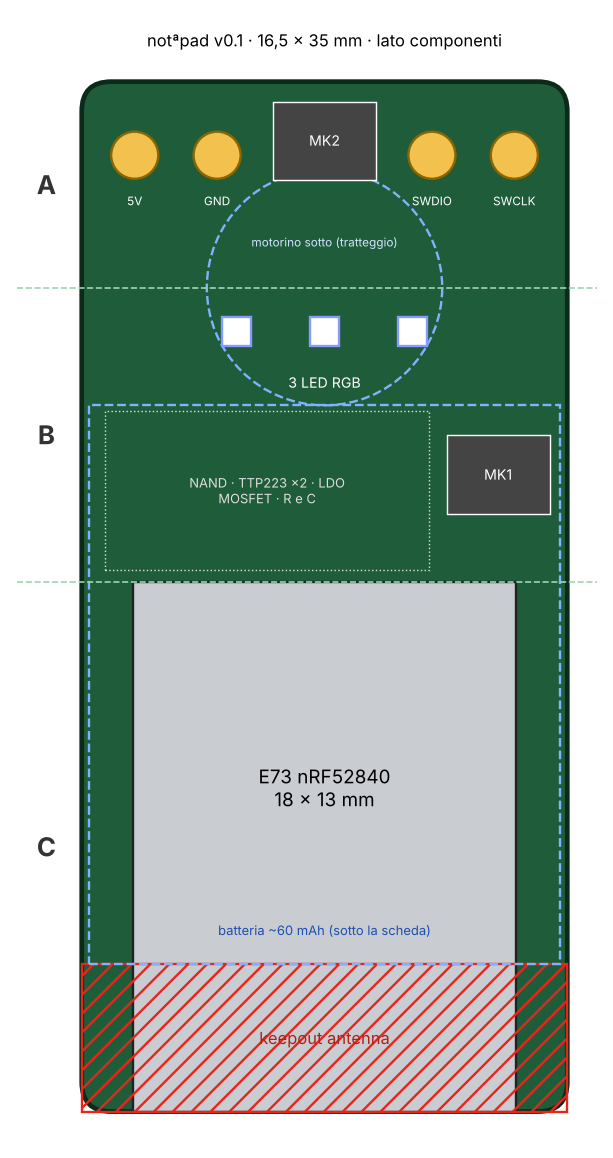 notªpad v0.1 · 16,5 × 35 mm · lato componenti
MK2
A
5V
GND
SWDIO
SWCLK
motorino sotto (tratteggio)
3 LED RGB
B
NAND · TTP223 ×2 · LDO
MOSFET · R e C
MK1
E73 nRF52840
18 × 13 mm
C
batteria ~60 mAh (sotto la scheda)
keepout antenna